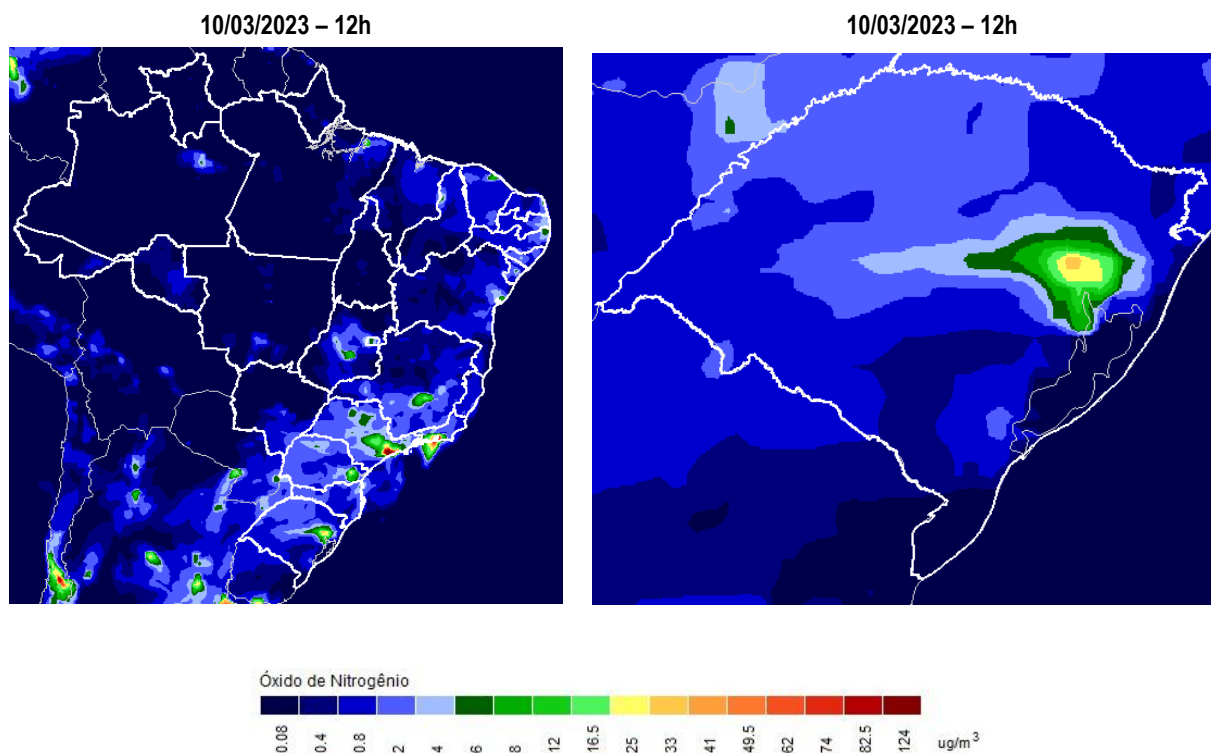 10/03/2023 – 12h
10/03/2023 – 12h
Óxido de Nitrogênio
0.08 0.4 0.8 2 4 6 8 12 16.5 25 33 41 49.5 62 74 82.5 124 ug/m³